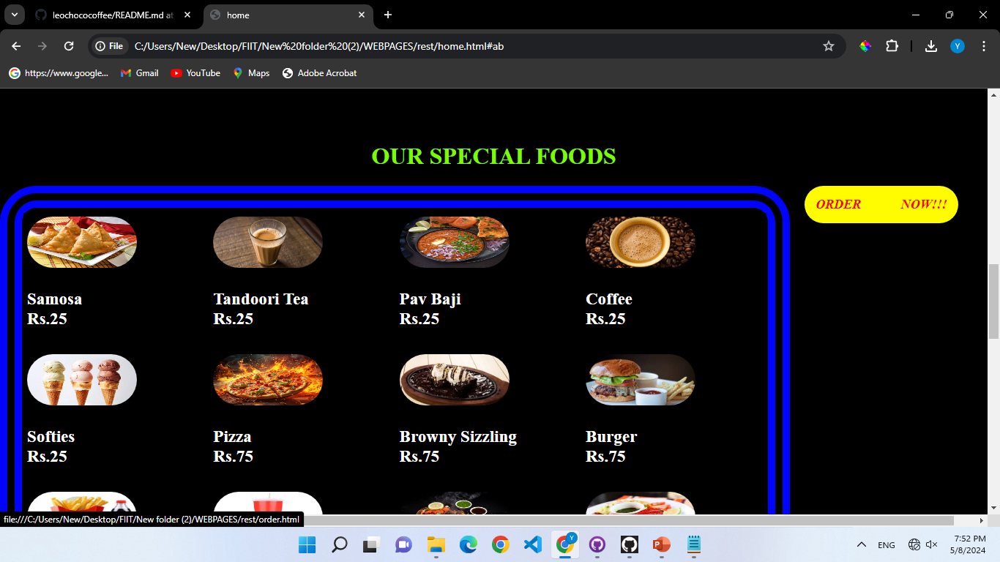 leochococoffee/README.md at
home
File
C:/Users/New/Desktop/FIIT/New%20folder%20(2)/WEBPAGES/rest/home.html#ab
Y
https://www.google...
Gmail
YouTube
Maps
Adobe Acrobat
OUR SPECIAL FOODS
ORDER NOW!!!
Samosa
Rs.25
Tandoori Tea
Rs.25
Pav Baji
Rs.25
Coffee
Rs.25
Softies
Rs.25
Pizza
Rs.75
Browny Sizzling
Rs.75
Burger
Rs.75
file:///C:/Users/New/Desktop/FIIT/New folder (2)/WEBPAGES/rest/order.html
Y
ENG
7:52 PM
5/8/2024